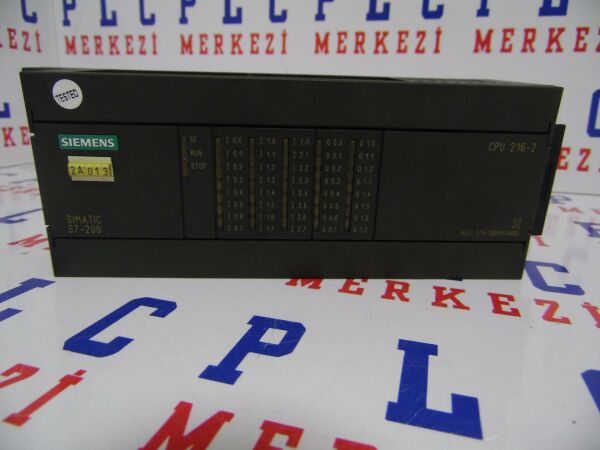 PLC PLC PLC PLC
MERKEZİ MERKEZİ MERKEZİ
TESTED
SIEMENS
2A.013
SIMATIC
S7-200
SF
RUN
STOP
I 0.0 I 1.0 I 2.0 Q 0.0 Q 1.0
I 0.1 I 1.1 I 2.1 Q 0.1 Q 1.1
I 0.2 I 1.2 I 2.2 Q 0.2 Q 1.2
I 0.3 I 1.3 I 2.3 Q 0.3 Q 1.3
I 0.4 I 1.4 I 2.4 Q 0.4 Q 1.4
I 0.5 I 1.5 I 2.5 Q 0.5 Q 1.5
I 0.6 I 1.6 I 2.6 Q 0.6 Q 1.6
I 0.7 I 1.7 I 2.7 Q 0.7 Q 1.7
CPU 216-2
MERKEZİ
PLC PLC
MERKEZİ
PL
MERKEZİ